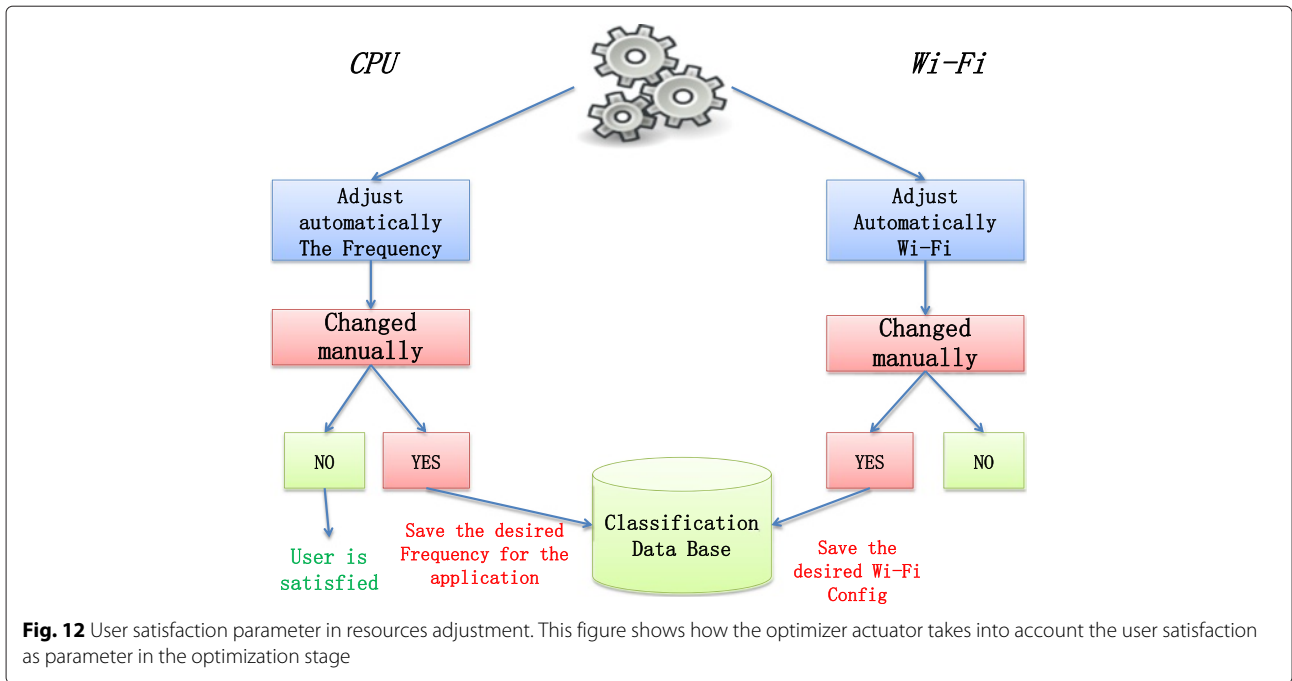 CPU
Wi-Fi
Adjust
automatically
The Frequency
Adjust
Automatically
Wi-Fi
Changed
manually
Changed
manually
NO
YES
YES
NO
User is
satisfied
Save the desired
Frequency for the
application
Classification
Data Base
Save the
desired Wi-Fi
Config
Fig. 12 User satisfaction parameter in resources adjustment. This figure shows how the optimizer actuator takes into account the user satisfaction
as parameter in the optimization stage